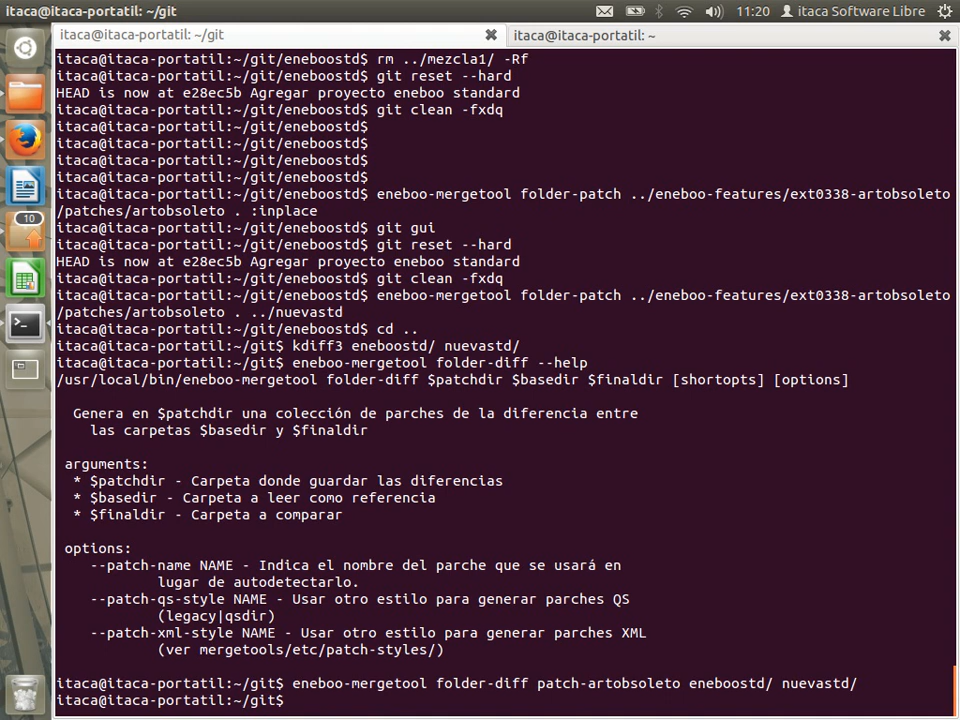 itaca@itaca-portatil: ~/git
11:20 itaca Software Libre
itaca@itaca-portatil: ~/git
itaca@itaca-portatil: ~
10
itaca@itaca-portatil:~/git/eneboostd$ rm ../mezcla1/ -Rf
itaca@itaca-portatil:~/git/eneboostd$ git reset --hard
HEAD is now at e28ec5b Agregar proyecto eneboo standard
itaca@itaca-portatil:~/git/eneboostd$ git clean -fxdq
itaca@itaca-portatil:~/git/eneboostd$
itaca@itaca-portatil:~/git/eneboostd$
itaca@itaca-portatil:~/git/eneboostd$
itaca@itaca-portatil:~/git/eneboostd$
itaca@itaca-portatil:~/git/eneboostd$ eneboo-mergetool folder-patch ../eneboo-features/ext0338-artobsoleto
/patches/artobsoleto . :inplace
itaca@itaca-portatil:~/git/eneboostd$ git gui
itaca@itaca-portatil:~/git/eneboostd$ git reset --hard
HEAD is now at e28ec5b Agregar proyecto eneboo standard
itaca@itaca-portatil:~/git/eneboostd$ git clean -fxdq
itaca@itaca-portatil:~/git/eneboostd$ eneboo-mergetool folder-patch ../eneboo-features/ext0338-artobsoleto
/patches/artobsoleto . ../nuevastd
itaca@itaca-portatil:~/git/eneboostd$ cd ..
itaca@itaca-portatil:~/git$ kdiff3 eneboostd/ nuevastd/
itaca@itaca-portatil:~/git$ eneboo-mergetool folder-diff --help
/usr/local/bin/eneboo-mergetool folder-diff $patchdir $basedir $finaldir [shortopts] [options]
Genera en $patchdir una colección de parches de la diferencia entre
las carpetas $basedir y $finaldir
arguments:
* $patchdir - Carpeta donde guardar las diferencias
* $basedir - Carpeta a leer como referencia
* $finaldir - Carpeta a comparar
options:
--patch-name NAME - Indica el nombre del parche que se usará en
lugar de autodetectarlo.
--patch-qs-style NAME - Usar otro estilo para generar parches QS
(legacy|qsdir)
--patch-xml-style NAME - Usar otro estilo para generar parches XML
(ver mergetools/etc/patch-styles/)
itaca@itaca-portatil:~/git$ eneboo-mergetool folder-diff patch-artobsoleto eneboostd/ nuevastd/
itaca@itaca-portatil:~/git$